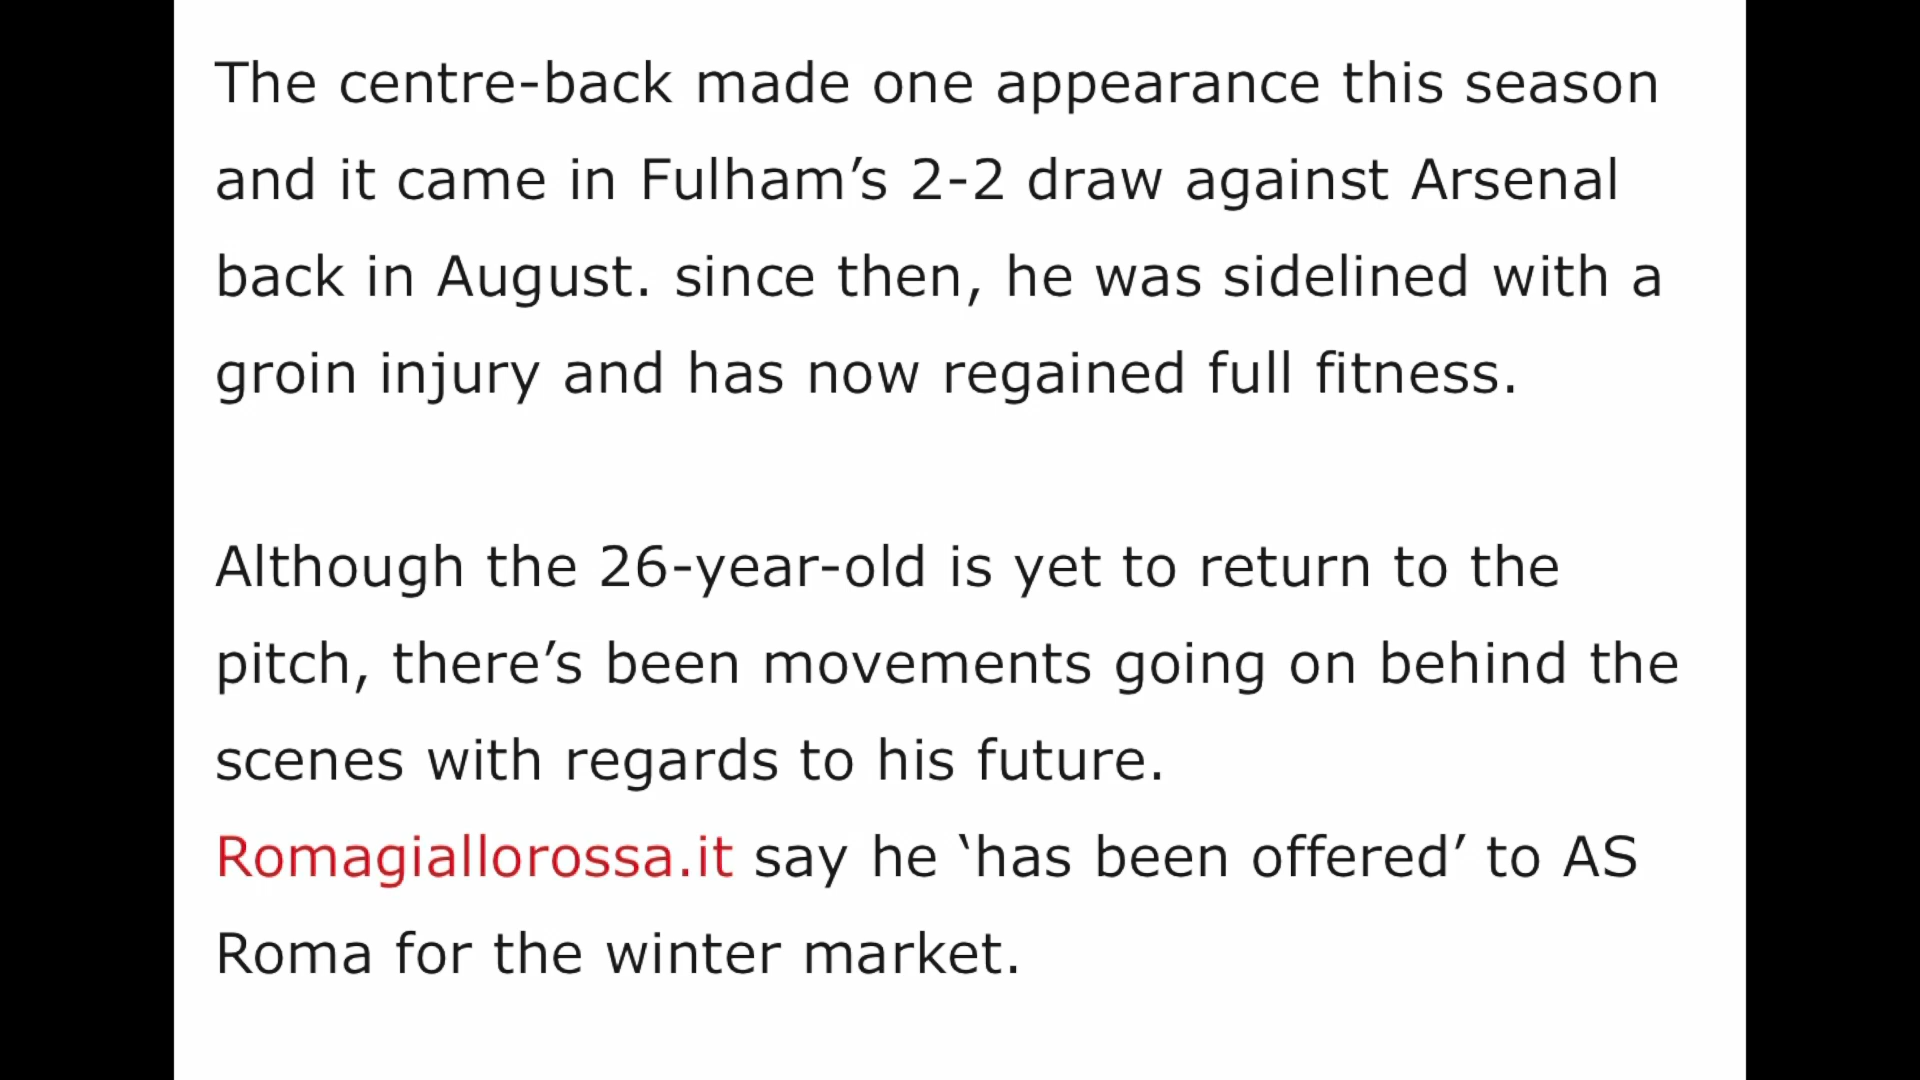 The centre-back made one appearance this season
and it came in Fulham’s 2-2 draw against Arsenal
back in August. since then, he was sidelined with a
groin injury and has now regained full fitness.
Although the 26-year-old is yet to return to the
pitch, there’s been movements going on behind the
scenes with regards to his future.
Romagiallorossa.it say he ‘has been offered’ to AS
Roma for the winter market.